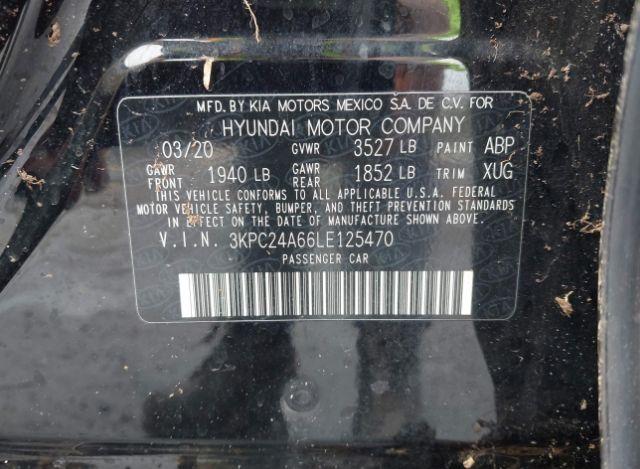 MFD. BY KIA MOTORS MEXICO S.A. DE C.V. FOR
HYUNDAI MOTOR COMPANY
03/20 GVWR 3527 LB PAINT ABP
GAWR FRONT 1940 LB GAWR REAR 1852 LB TRIM XUG
THIS VEHICLE CONFORMS TO ALL APPLICABLE U.S.A. FEDERAL
MOTOR VEHICLE SAFETY, BUMPER, AND THEFT PREVENTION STANDARDS
IN EFFECT ON THE DATE OF MANUFACTURE SHOWN ABOVE.
V.I.N. 3KPC24A66LE125470
PASSENGER CAR